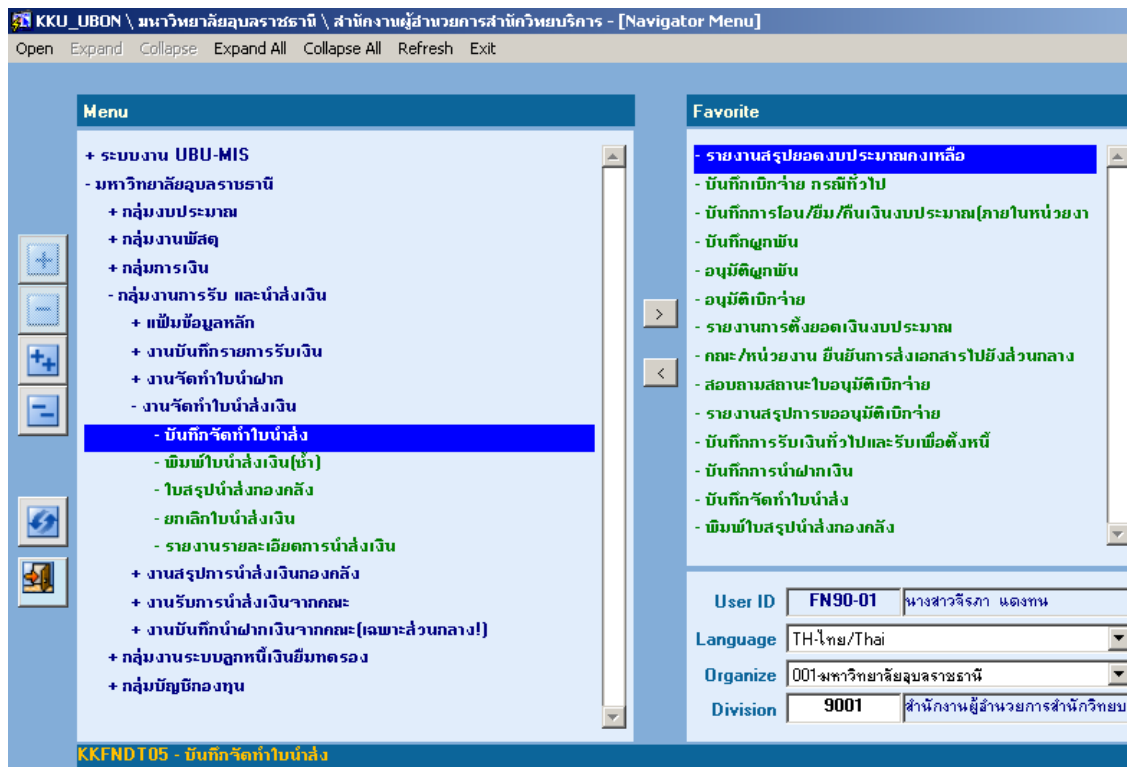 KKU_UBON \ มหาวิทยาลัยอุบลราชธานี \ สำนักงานผู้อำนวยการสำนักวิทยบริการ - [Navigator Menu]
Open Expand Collapse Expand All Collapse All Refresh Exit
Menu
+ ระบบงาน UBU-MIS
- มหาวิทยาลัยอุบลราชธานี
+ กลุ่มงบประมาณ
+ กลุ่มงานพัสดุ
+ กลุ่มการเงิน
- กลุ่มงานการรับ และนำส่งเงิน
+ แฟ้มข้อมูลหลัก
+ งานบันทึกรายการรับเงิน
+ งานจัดทำใบนำฝาก
- งานจัดทำใบนำส่งเงิน
- บันทึกจัดทำใบนำส่ง
- พิมพ์ใบนำส่งเงิน(ซ้ำ)
- ใบสรุปนำส่งกองคลัง
- ยกเลิกใบนำส่งเงิน
- รายงานรายละเอียดการนำส่งเงิน
+ งานสรุปการนำส่งเงินกองคลัง
+ งานรับการนำส่งเงินจากคณะ
+ งานบันทึกนำฝากเงินจากคณะ(เฉพาะส่วนกลาง!)
+ กลุ่มงานระบบลูกหนี้เงินยืมทดรอง
+ กลุ่มบัญชีกองทุน
Favorite
- รายงานสรุปยอดงบประมาณคงเหลือ
- บันทึกเบิกจ่าย กรณีทั่วไป
- บันทึกการโอน/ยืม/คืนเงินงบประมาณ(ภายในหน่วยงา
- บันทึกผูกพัน
- อนุมัติผูกพัน
- อนุมัติเบิกจ่าย
- รายงานการตั้งยอดเงินงบประมาณ
- คณะ/หน่วยงาน ยืนยันการส่งเอกสารไปยังส่วนกลาง
- สอบถามสถานะใบอนุมัติเบิกจ่าย
- รายงานสรุปการขออนุมัติเบิกจ่าย
- บันทึกการรับเงินทั่วไปและรับเพื่อตั้งหนี้
- บันทึกการนำฝากเงิน
- บันทึกจัดทำใบนำส่ง
- พิมพ์ใบสรุปนำส่งกองคลัง
User ID FN90-01 นางสาวจีรภา แดงทน
Language TH-ไทย/Thai
Organize 001-มหาวิทยาลัยอุบลราชธานี
Division 9001 สำนักงานผู้อำนวยการสำนักวิทยบ
KKFNDT05 - บันทึกจัดทำใบนำส่ง